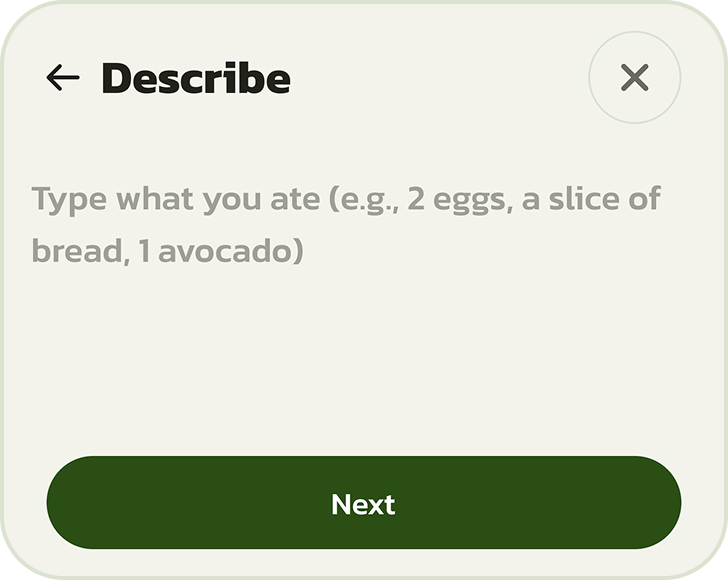 Describe
Type what you ate (e.g., 2 eggs, a slice of
bread, 1 avocado)
Next